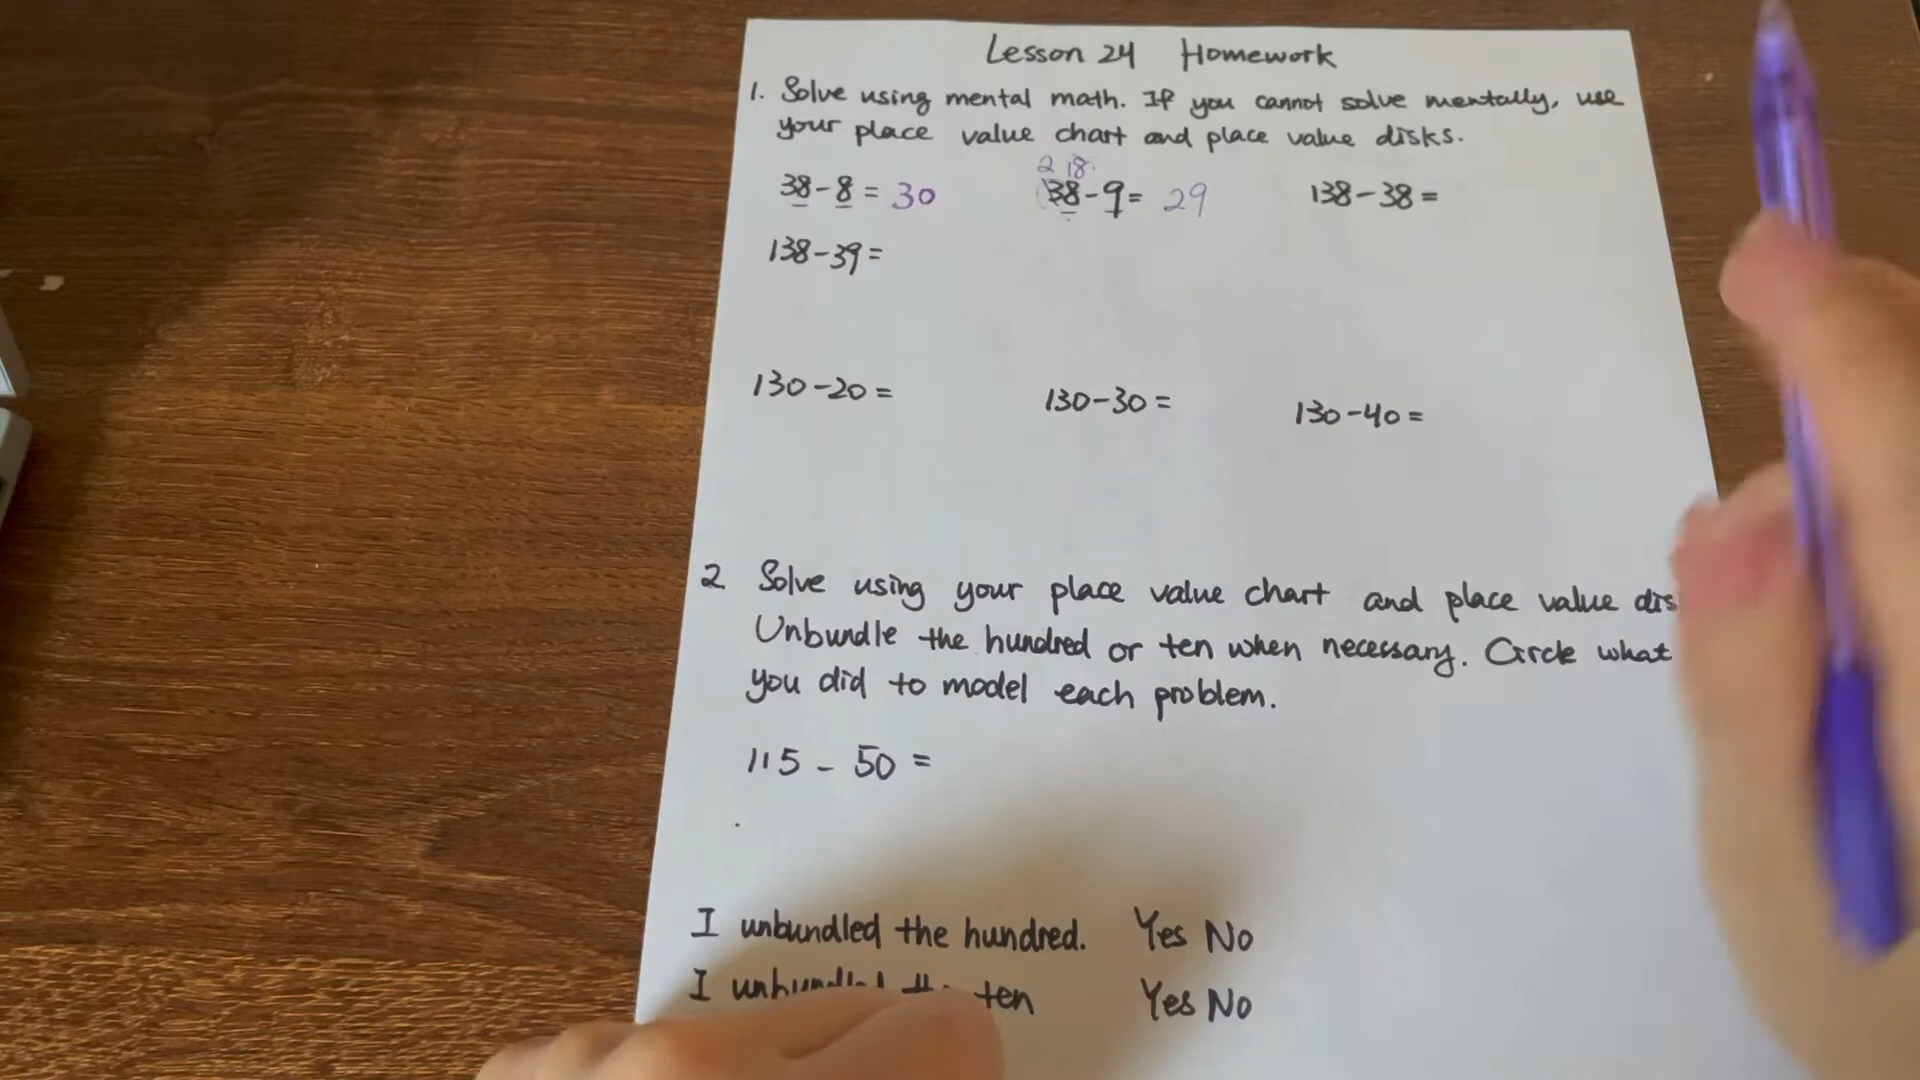 Lesson 24 Homework
1. Solve using mental math. If you cannot solve mentally, use
your place value chart and place value disks.
2 18
38-8 = 30 38-9= 29 138-38=
138-39=
130-20= 130-30= 130-40=
2 Solve using your place value chart and place value dis
Unbundle the hundred or ten when necessary. Circle what
you did to model each problem.
115 - 50 =
I unbundled the hundred. Yes No
I unbundled the ten Yes No